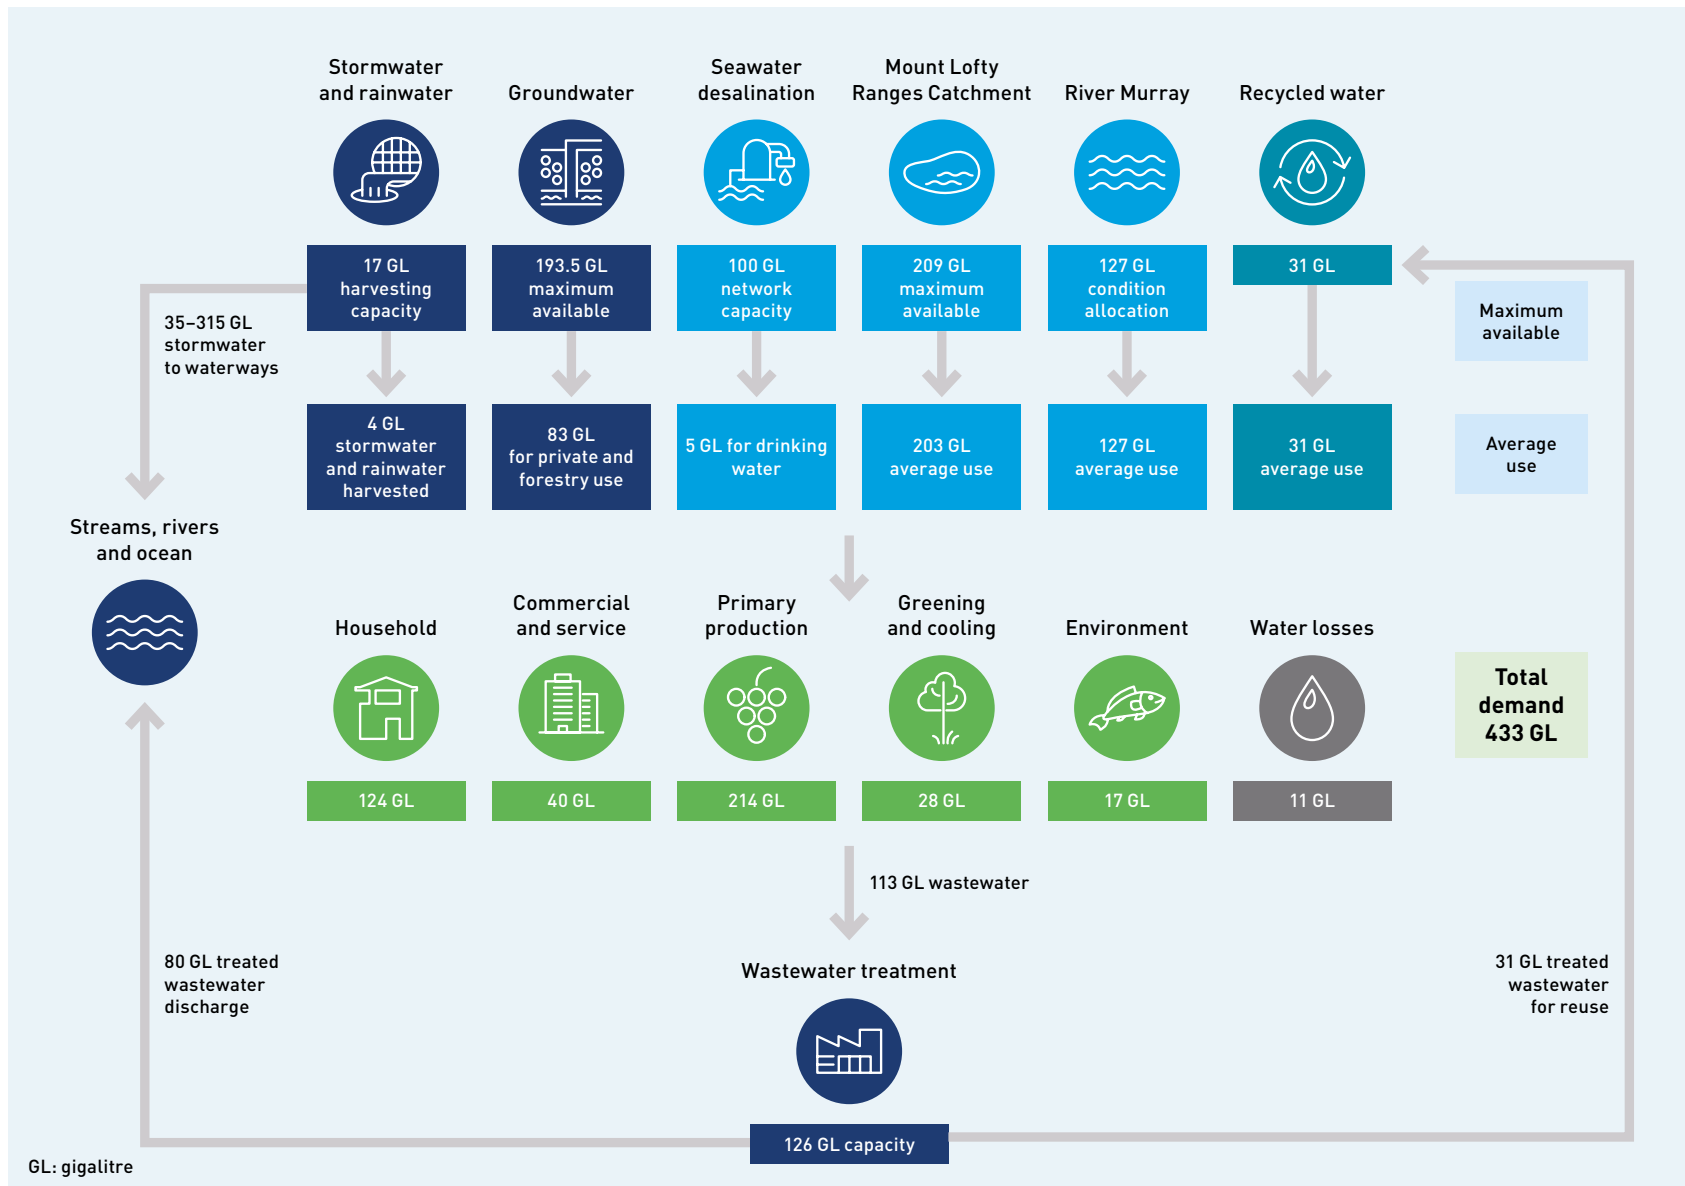 Stormwater
and rainwater
Groundwater
Seawater
desalination
Mount Lofty
Ranges Catchment
River Murray
Recycled water
17 GL
harvesting
capacity
193.5 GL
maximum
available
100 GL
network
capacity
209 GL
maximum
available
127 GL
condition
allocation
31 GL
Maximum
available
35–315 GL
stormwater
to waterways
4 GL
stormwater
and rainwater
harvested
83 GL
for private and
forestry use
5 GL for drinking
water
203 GL
average use
127 GL
average use
31 GL
average use
Average
use
Streams, rivers
and ocean
Household
Commercial
and service
Primary
production
Greening
and cooling
Environment
Water losses
Total
demand
433 GL
124 GL
40 GL
214 GL
28 GL
17 GL
11 GL
113 GL wastewater
Wastewater treatment
80 GL treated
wastewater
discharge
31 GL treated
wastewater
for reuse
126 GL capacity
GL: gigalitre